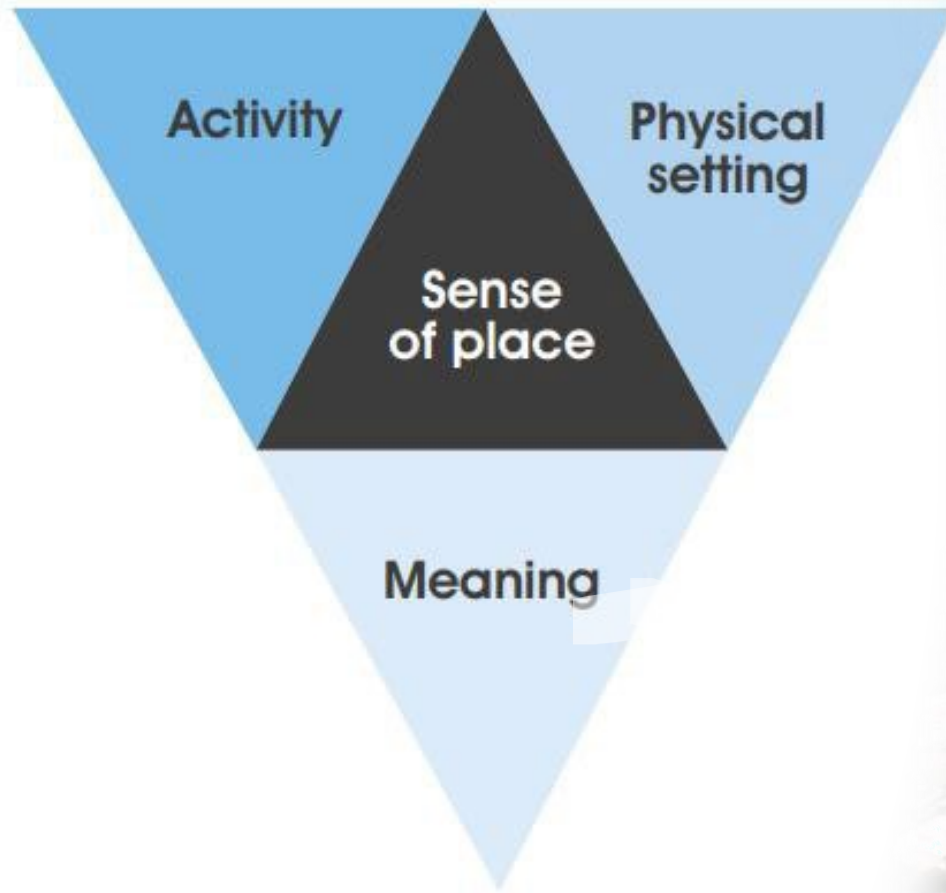 Activity
Physical
setting
Sense
of place
Meaning